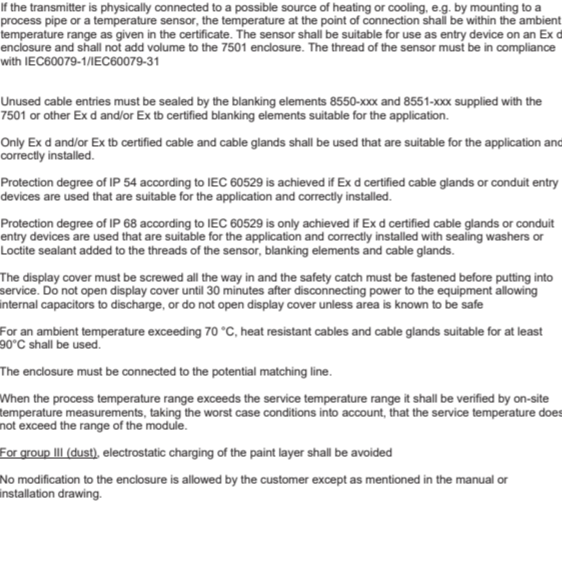 If the transmitter is physically connected to a possible source of heating or cooling, e.g. by mounting to a
process pipe or a temperature sensor, the temperature at the point of connection shall be within the ambient
temperature range as given in the certificate. The sensor shall be suitable for use as entry device on an Ex d
enclosure and shall not add volume to the 7501 enclosure. The thread of the sensor must be in compliance
with IEC60079-1/IEC60079-31
Unused cable entries must be sealed by the blanking elements 8550-xxx and 8551-xxx supplied with the
7501 or other Ex d and/or Ex tb certified blanking elements suitable for the application.
Only Ex d and/or Ex tb certified cable and cable glands shall be used that are suitable for the application and
correctly installed.
Protection degree of IP 54 according to IEC 60529 is achieved if Ex d certified cable glands or conduit entry
devices are used that are suitable for the application and correctly installed.
Protection degree of IP 68 according to IEC 60529 is only achieved if Ex d certified cable glands or conduit
entry devices are used that are suitable for the application and correctly installed with sealing washers or
Loctite sealant added to the threads of the sensor, blanking elements and cable glands.
The display cover must be screwed all the way in and the safety catch must be fastened before putting into
service. Do not open display cover until 30 minutes after disconnecting power to the equipment allowing
internal capacitors to discharge, or do not open display cover unless area is known to be safe
For an ambient temperature exceeding 70 °C, heat resistant cables and cable glands suitable for at least
90°C shall be used.
The enclosure must be connected to the potential matching line.
When the process temperature range exceeds the service temperature range it shall be verified by on-site
temperature measurements, taking the worst case conditions into account, that the service temperature does
not exceed the range of the module.
For group III (dust), electrostatic charging of the paint layer shall be avoided
No modification to the enclosure is allowed by the customer except as mentioned in the manual or
installation drawing.